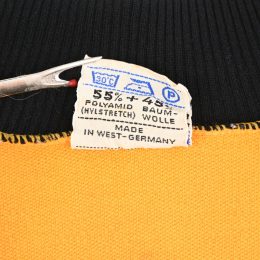 30°C P
55% + 45
POLYAMID BAUM-
(HYLSTRETCH) WOLLE
MADE
IN WEST-GERMANY